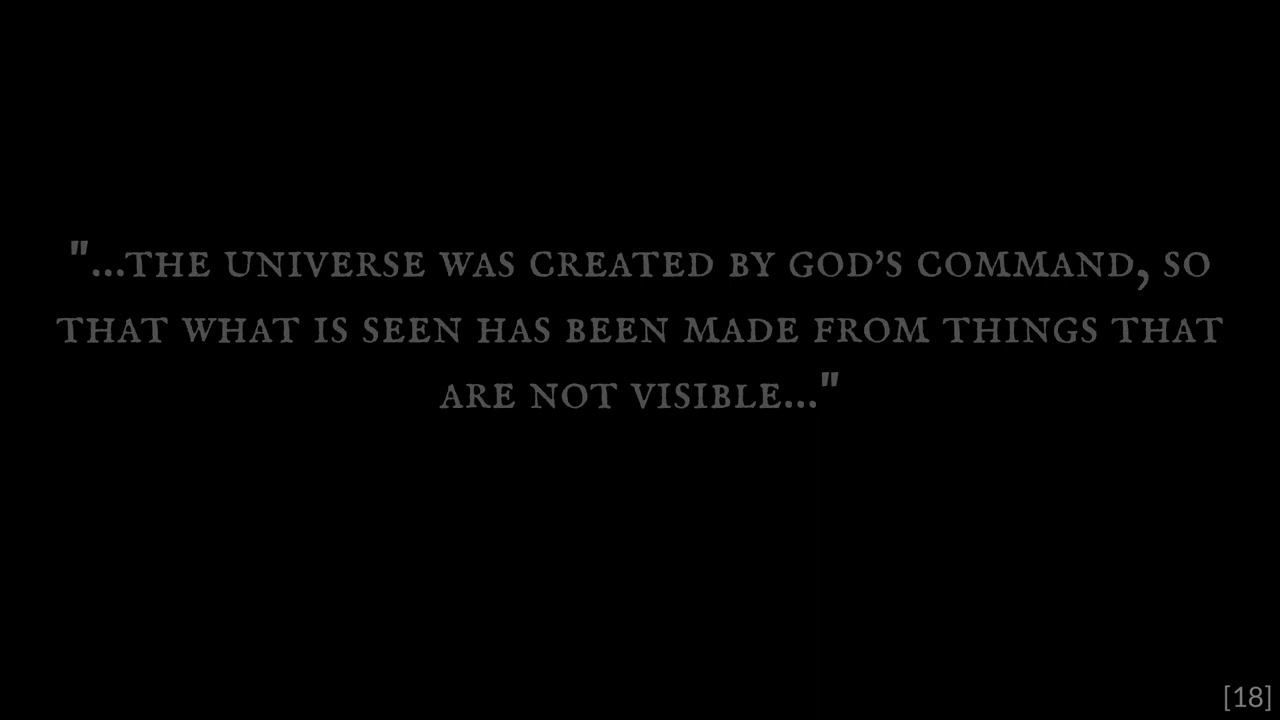 "...THE UNIVERSE WAS CREATED BY GOD'S COMMAND, SO
THAT WHAT IS SEEN HAS BEEN MADE FROM THINGS THAT
ARE NOT VISIBLE..."
[18]